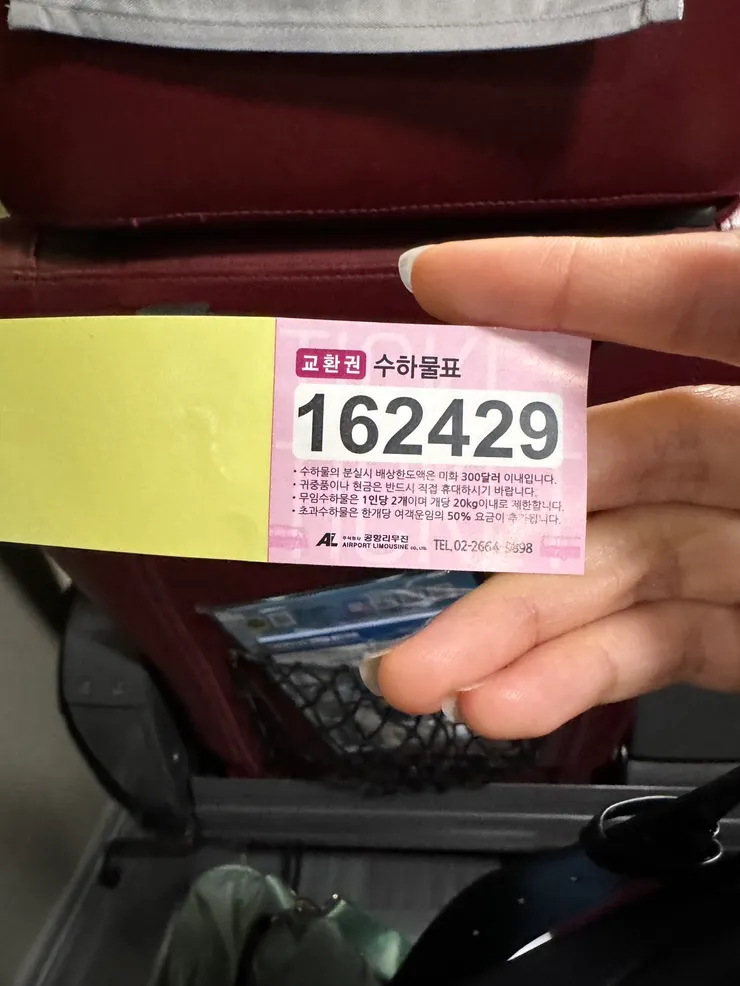 교환권 수하물표
162429
• 수하물의 분실시 배상한도액은 미화 300달러 이내입니다.
• 귀중품이나 현금은 반드시 직접 휴대하시기 바랍니다.
• 무임수하물은 1인당 2개이며 개당 20kg이내로 제한합니다.
• 초과수하물은 한개당 여객운임의 50% 요금이 추가됩니다.
AL 주식회사 공항리무진
AIRPORT LIMOUSINE CO., LTD.
TEL.02-2664-9898